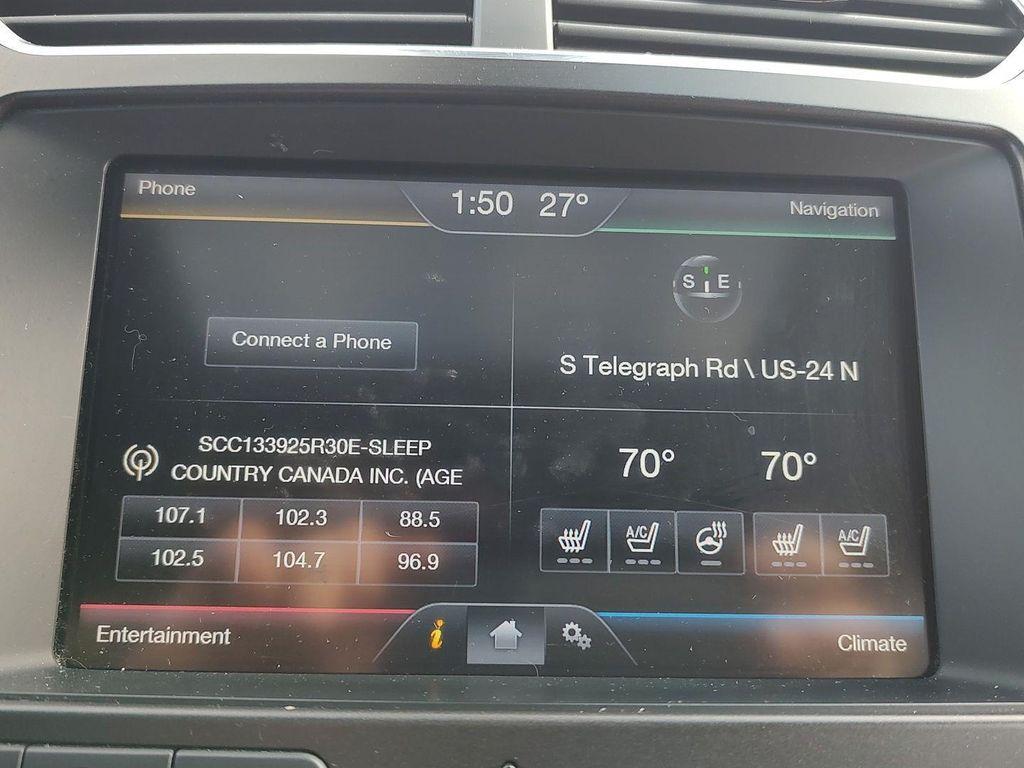 Phone
1:50 27°
Navigation
S E
Connect a Phone
S Telegraph Rd \ US-24 N
SCC133925R30E-SLEEP
COUNTRY CANADA INC. (AGE
70° 70°
107.1 102.3 88.5
102.5 104.7 96.9
A/C A/C
Entertainment
i
Climate